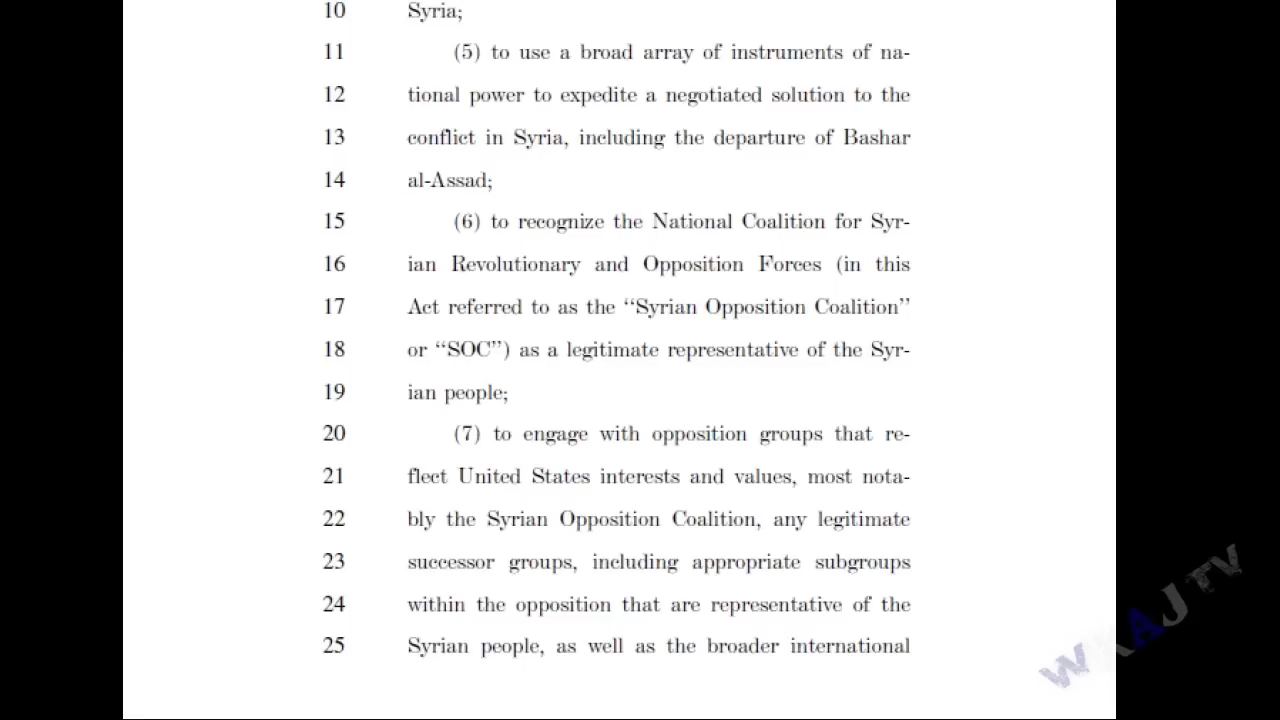 10 Syria;
11 (5) to use a broad array of instruments of na-
12 tional power to expedite a negotiated solution to the
13 conflict in Syria, including the departure of Bashar
14 al-Assad;
15 (6) to recognize the National Coalition for Syr-
16 ian Revolutionary and Opposition Forces (in this
17 Act referred to as the ‘‘Syrian Opposition Coalition’’
18 or ‘‘SOC’’) as a legitimate representative of the Syr-
19 ian people;
20 (7) to engage with opposition groups that re-
21 flect United States interests and values, most nota-
22 bly the Syrian Opposition Coalition, any legitimate
23 successor groups, including appropriate subgroups
24 within the opposition that are representative of the
25 Syrian people, as well as the broader international